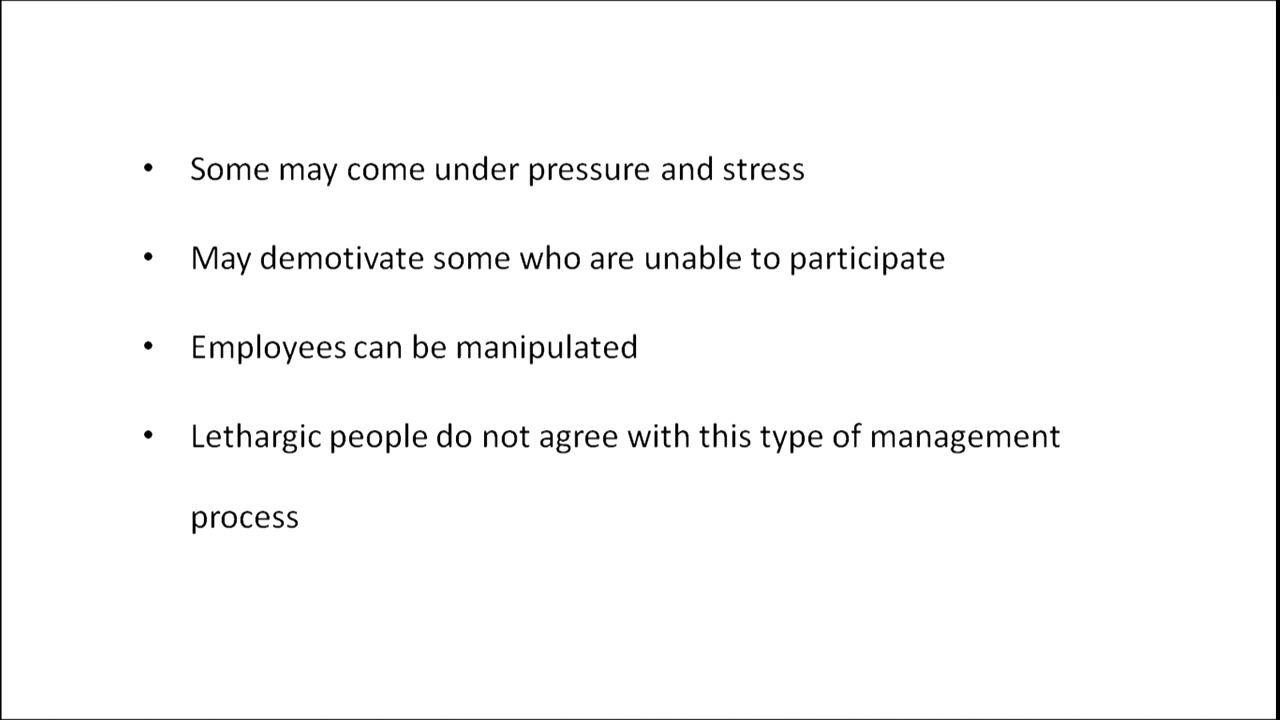 • Some may come under pressure and stress
• May demotivate some who are unable to participate
• Employees can be manipulated
• Lethargic people do not agree with this type of management
process